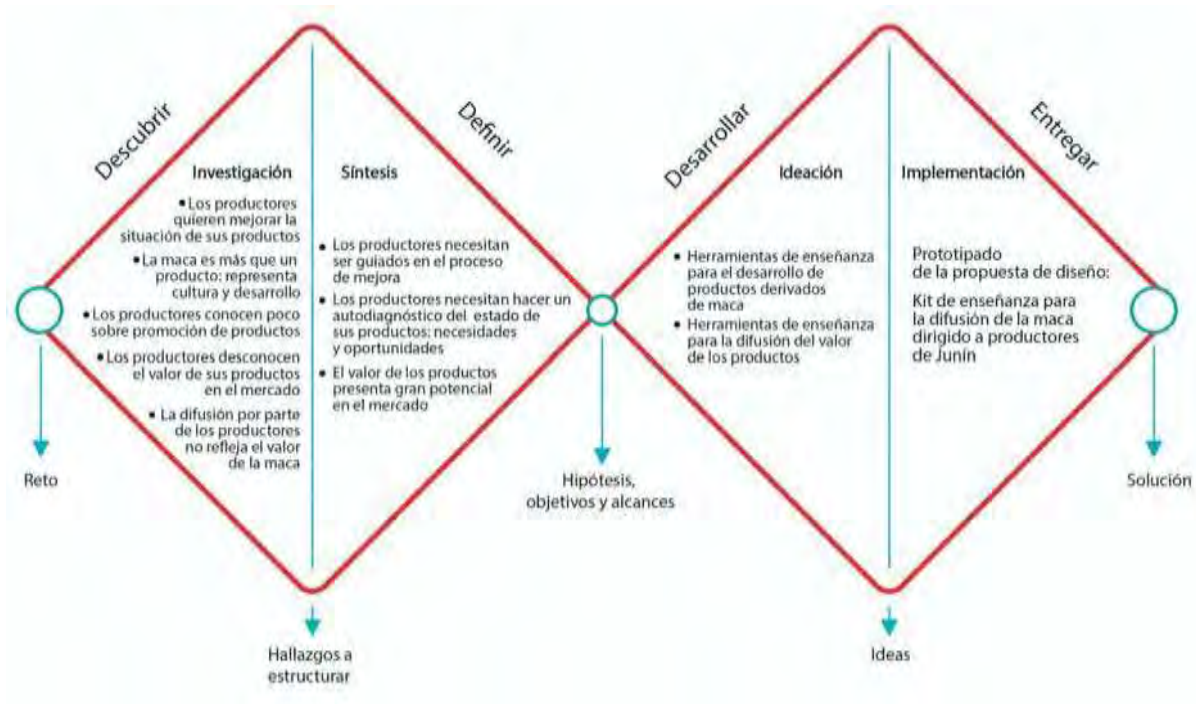 Descubrir
Investigación
• Los productores
quieren mejorar la
situación de sus productos
• La maca es más que un
producto: representa
cultura y desarrollo
• Los productores conocen poco
sobre promoción de productos
• Los productores desconocen
el valor de sus productos
en el mercado
• La difusión por parte
de los productores
no refleja el valor
de la maca
Definir
Síntesis
• Los productores necesitan
ser guiados en el proceso
de mejora
• Los productores necesitan hacer un
autodiagnóstico del estado de
sus productos: necesidades
y oportunidades
• El valor de los productos
presenta gran potencial
en el mercado
Desarrollar
Ideación
• Herramientas de enseñanza
para el desarrollo de
productos derivados
de maca
• Herramientas de enseñanza
para la difusión del valor
de los productos
Entregar
Implementación
Prototipado
de la propuesta de diseño:
Kit de enseñanza para
la difusión de la maca
dirigido a productores
de Junín
Reto
Hallazgos a
estructurar
Hipótesis,
objetivos y alcances
Ideas
Solución